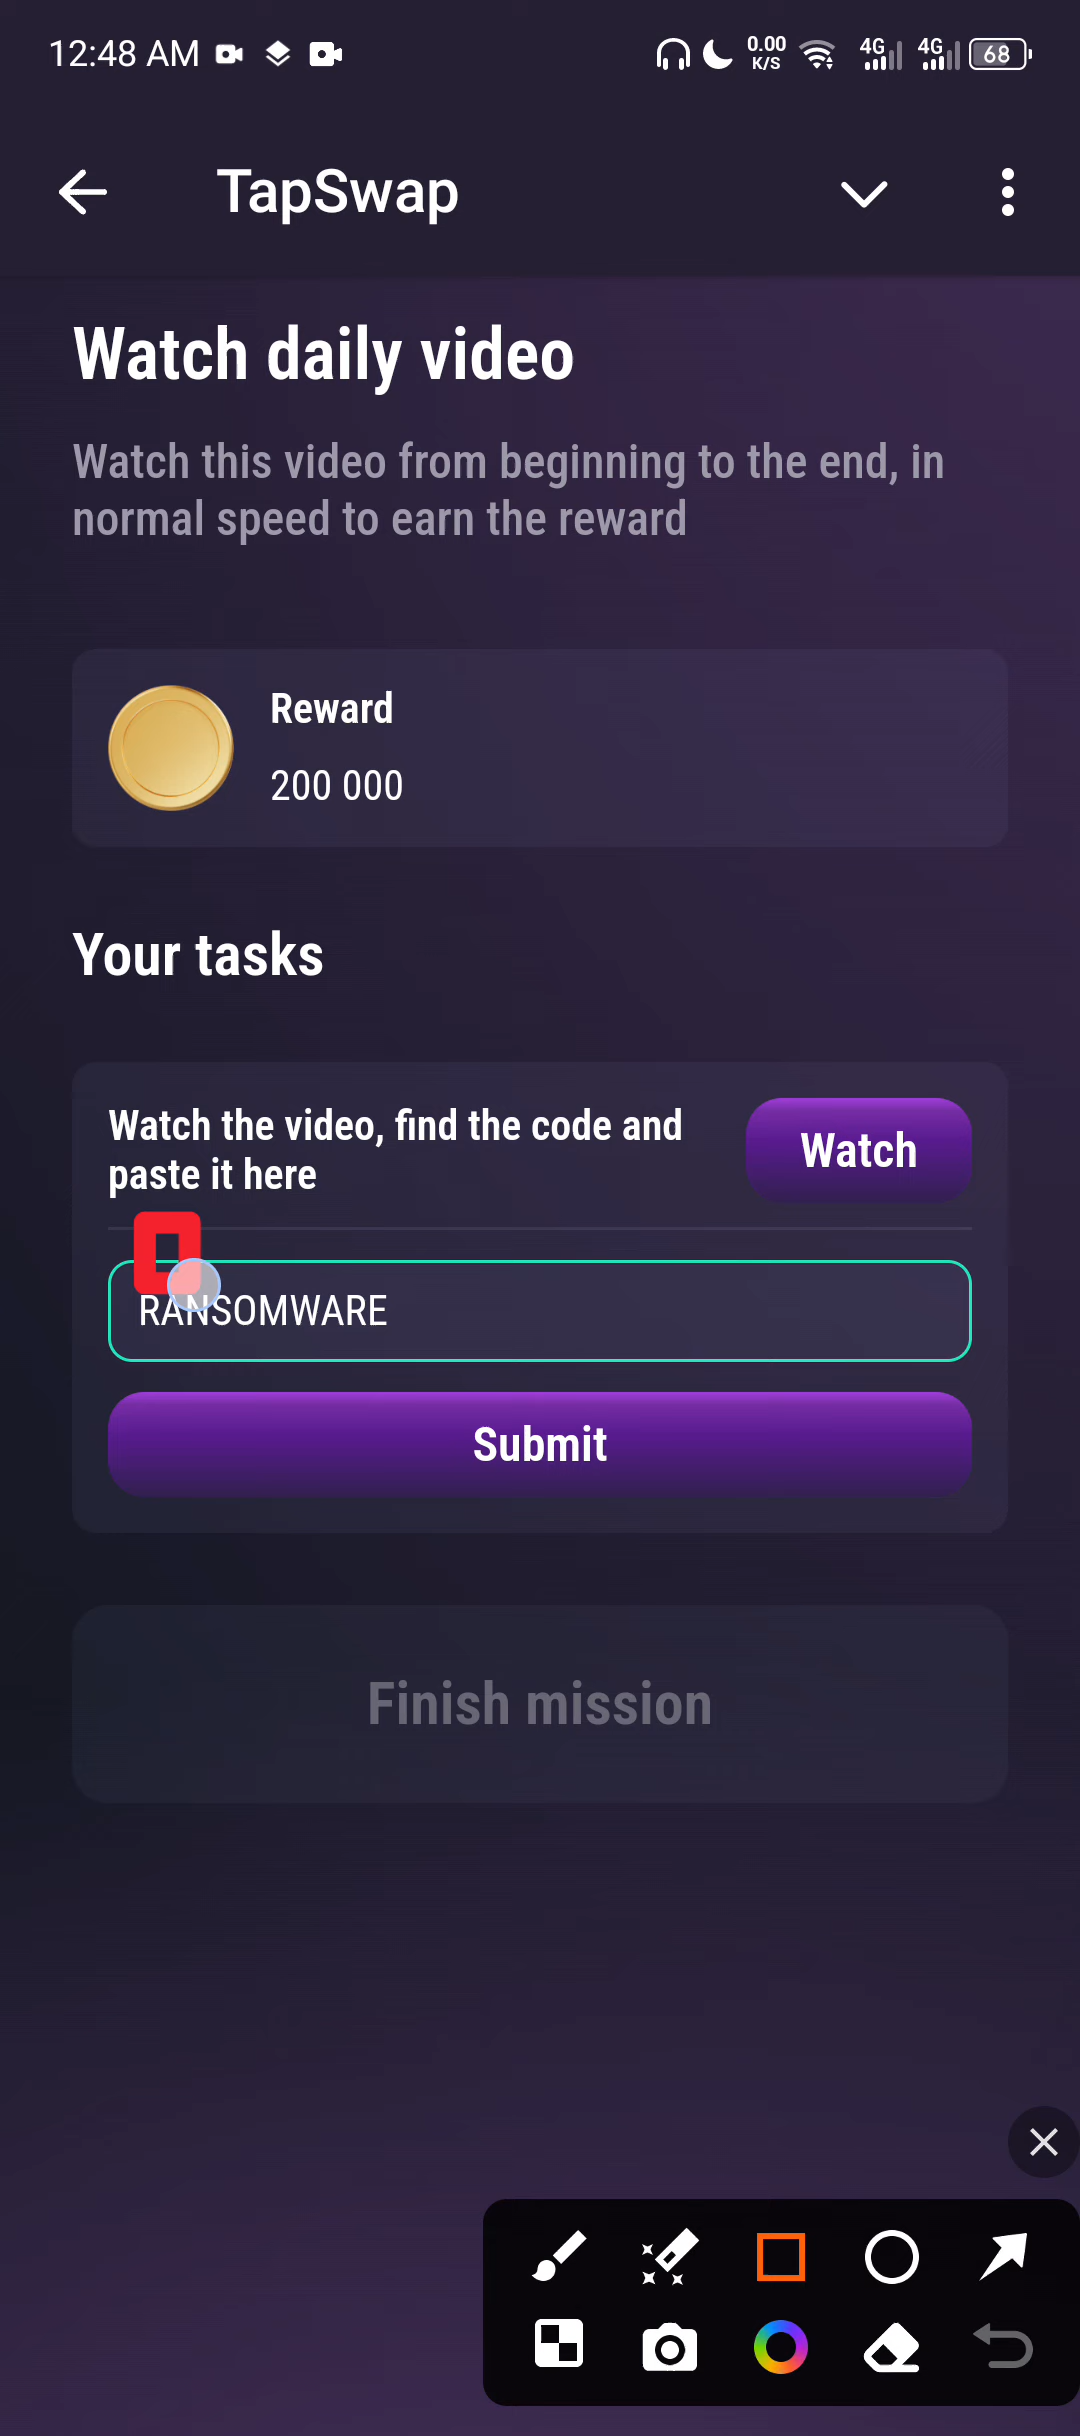 12:48 AM
0.00
K/S
4G
4G
68
TapSwap
Watch daily video
Watch this video from beginning to the end, in
normal speed to earn the reward
Reward
200 000
Your tasks
Watch the video, find the code and
paste it here
Watch
RANSOMWARE
Submit
Finish mission